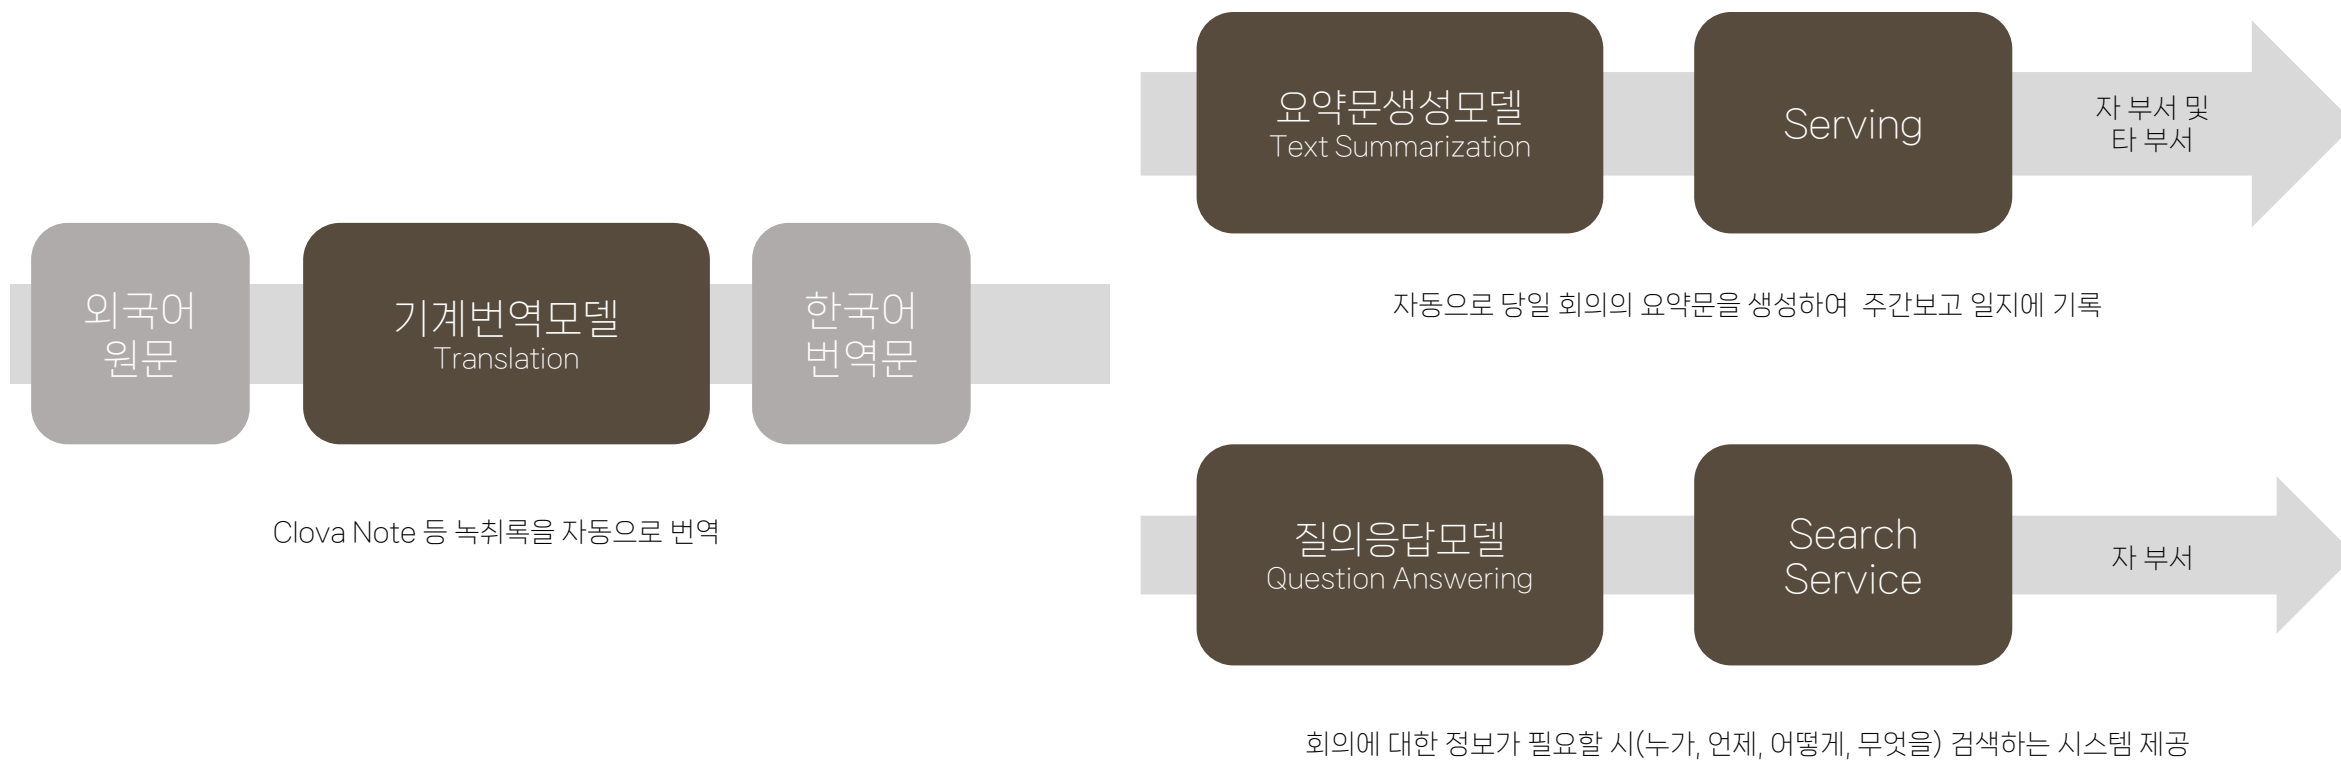 외국어
원문
기계번역모델
Translation
한국어
번역문
Clova Note 등 녹취록을 자동으로 번역
요약문생성모델
Text Summarization
Serving
자 부서 및
타 부서
자동으로 당일 회의의 요약문을 생성하여 주간보고 일지에 기록
질의응답모델
Question Answering
Search
Service
자 부서
회의에 대한 정보가 필요할 시(누가, 언제, 어떻게, 무엇을) 검색하는 시스템 제공